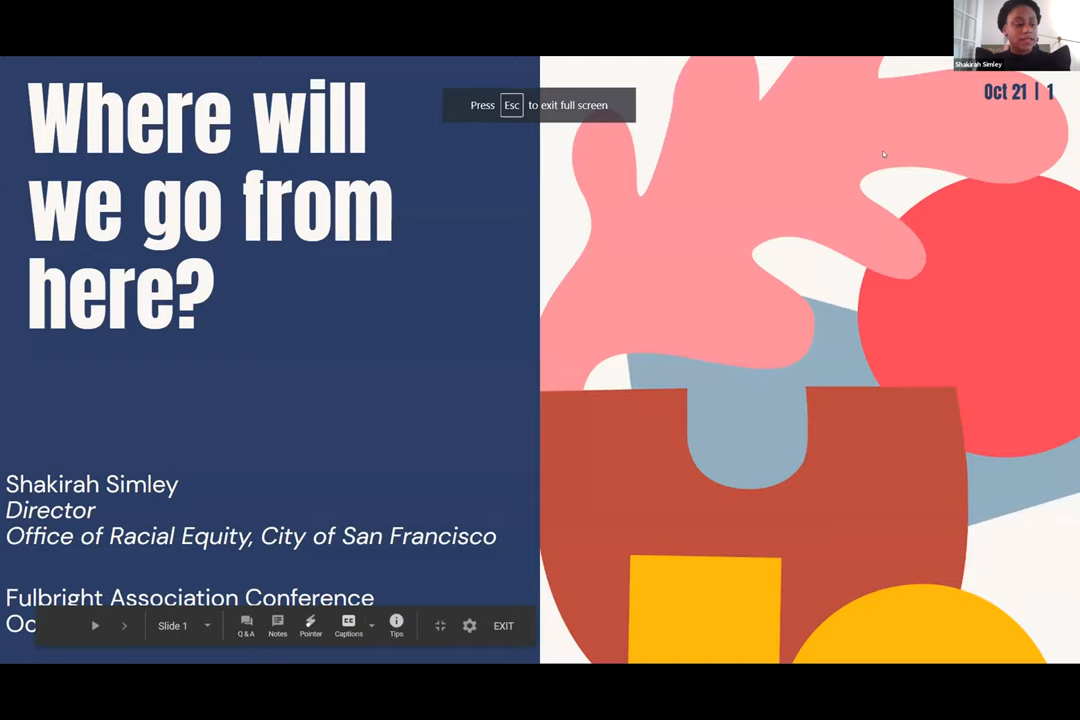 Shakirah Simley
Where will
we go from
here?
Press Esc to exit full screen
Oct 21 | 1
Shakirah Simley
Director
Office of Racial Equity, City of San Francisco
Fulbright Association Conference
Slide 1
Q & A
Notes
Pointer
Captions
Tips
EXIT